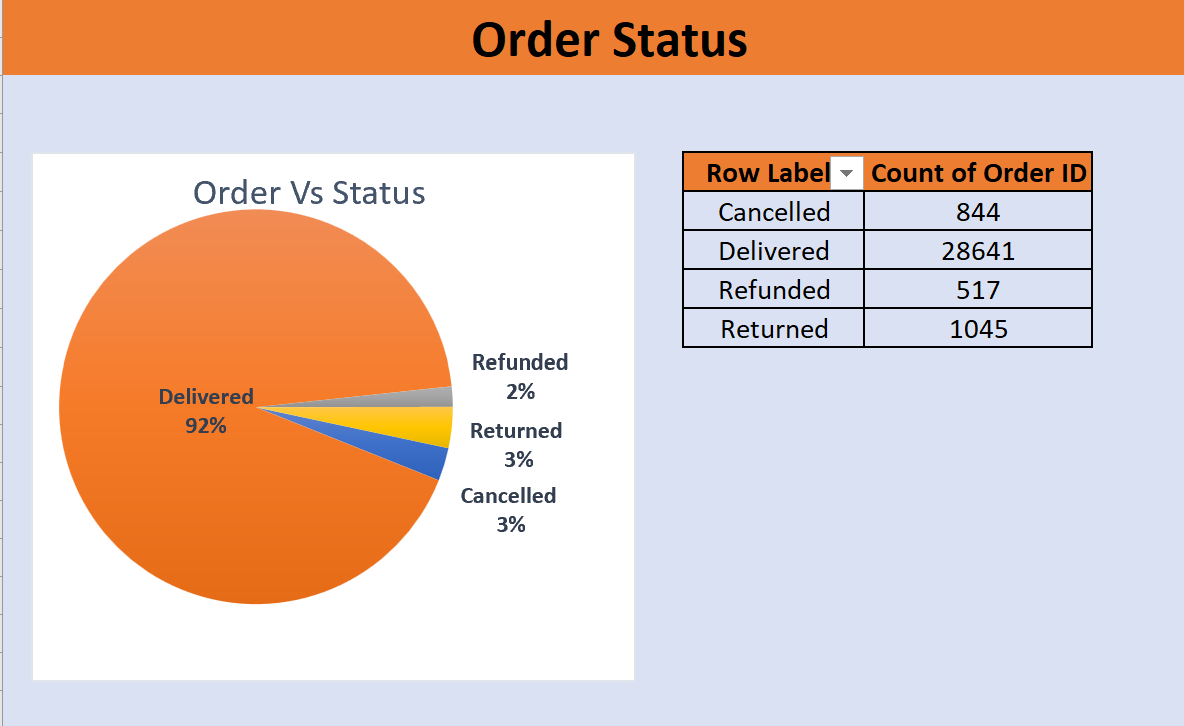 Order Status
Order Vs Status
Delivered
92%
Refunded
2%
Returned
3%
Cancelled
3%
Row Label Count of Order ID
Cancelled 844
Delivered 28641
Refunded 517
Returned 1045